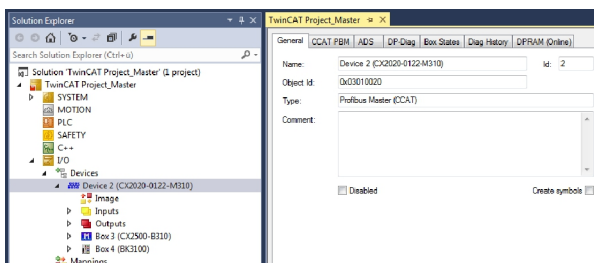 Solution Explorer
Search Solution Explorer (Ctrl+ü)
Solution 'TwinCAT Project_Master' (1 project)
TwinCAT Project_Master
SYSTEM
MOTION
PLC
SAFETY
C++
I/O
Devices
Device 2 (CX2020-0122-M310)
Image
Inputs
Outputs
Box 3 (CX2500-B310)
Box 4 (BK3100)
Mappings
TwinCAT Project_Master
General CCAT PBM ADS DP-Diag Box States Diag History DPRAM (Online)
Name: Device 2 (CX2020-0122-M310) Id: 2
Object Id: 0x03010020
Type: Profibus Master (CCAT)
Comment:
Disabled Create symbols